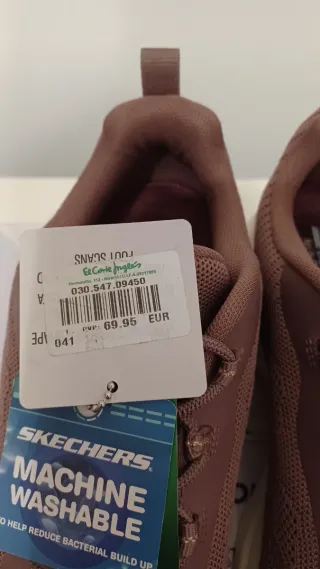 FOOT SCANS
El Corte Inglés
030.547.09450
PVP. 69.95 EUR
041
SKECHERS.
MACHINE
WASHABLE
TO HELP REDUCE BACTERIAL BUILD UP